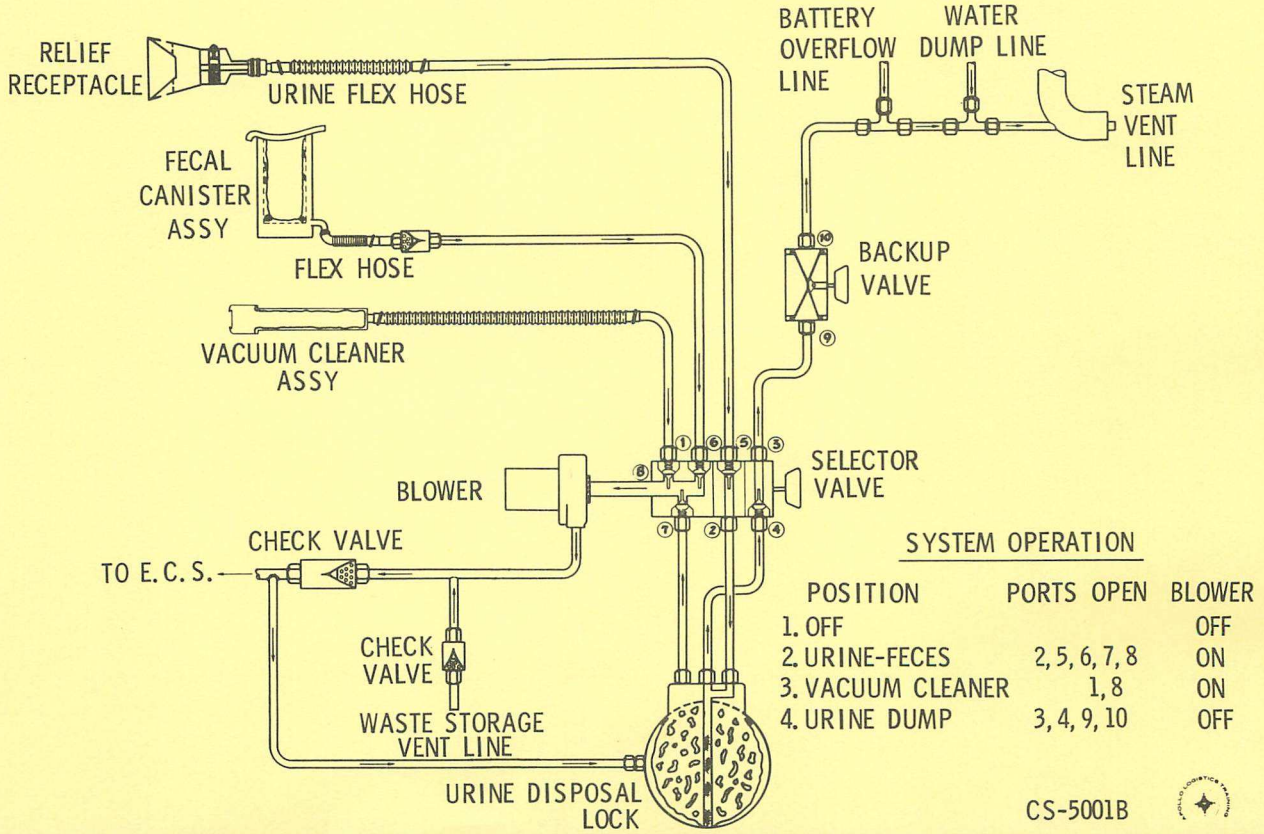 BATTERY
OVERFLOW
LINE
WATER
DUMP LINE
RELIEF
RECEPTACLE
URINE FLEX HOSE
STEAM
VENT
LINE
FECAL
CANISTER
ASSY
FLEX HOSE
10
BACKUP
VALVE
9
VACUUM CLEANER
ASSY
1 6 5 3
8
BLOWER
SELECTOR
VALVE
7 2 4
CHECK VALVE
TO E.C.S.
CHECK
VALVE
WASTE STORAGE
VENT LINE
URINE DISPOSAL
LOCK
SYSTEM OPERATION
POSITION PORTS OPEN BLOWER
1. OFF OFF
2. URINE-FECES 2, 5, 6, 7, 8 ON
3. VACUUM CLEANER 1, 8 ON
4. URINE DUMP 3, 4, 9, 10 OFF
CS-5001B
APOLLO LOGISTICS TRAINING